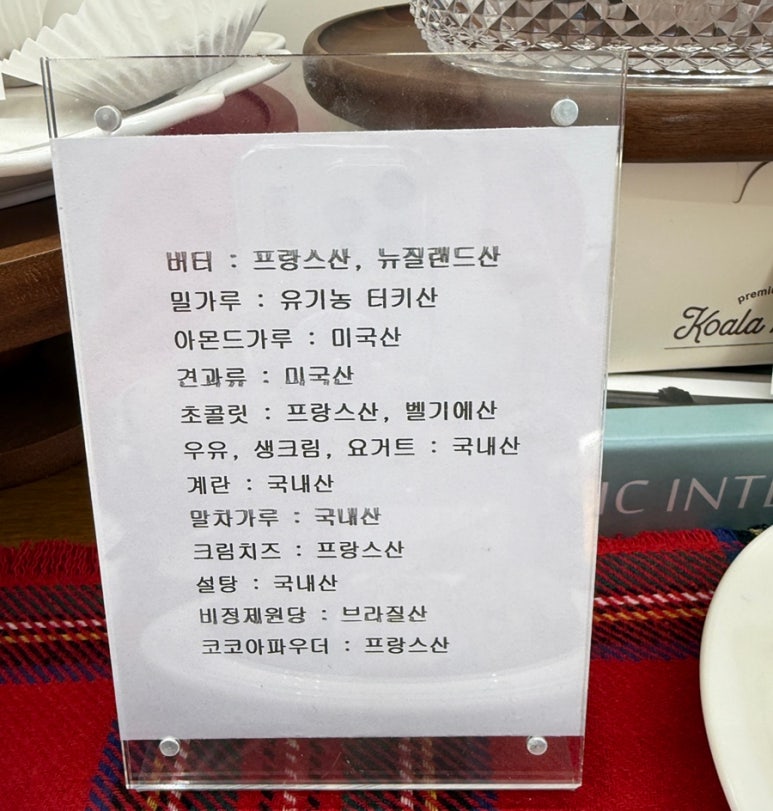 버터 : 프랑스산, 뉴질랜드산
밀가루 : 유기농 터키산
아몬드가루 : 미국산
견과류 : 미국산
초콜릿 : 프랑스산, 벨기에산
우유, 생크림, 요거트 : 국내산
계란 : 국내산
말차가루 : 국내산
크림치즈 : 프랑스산
설탕 : 국내산
비정제원당 : 브라질산
코코아파우더 : 프랑스산
Koala